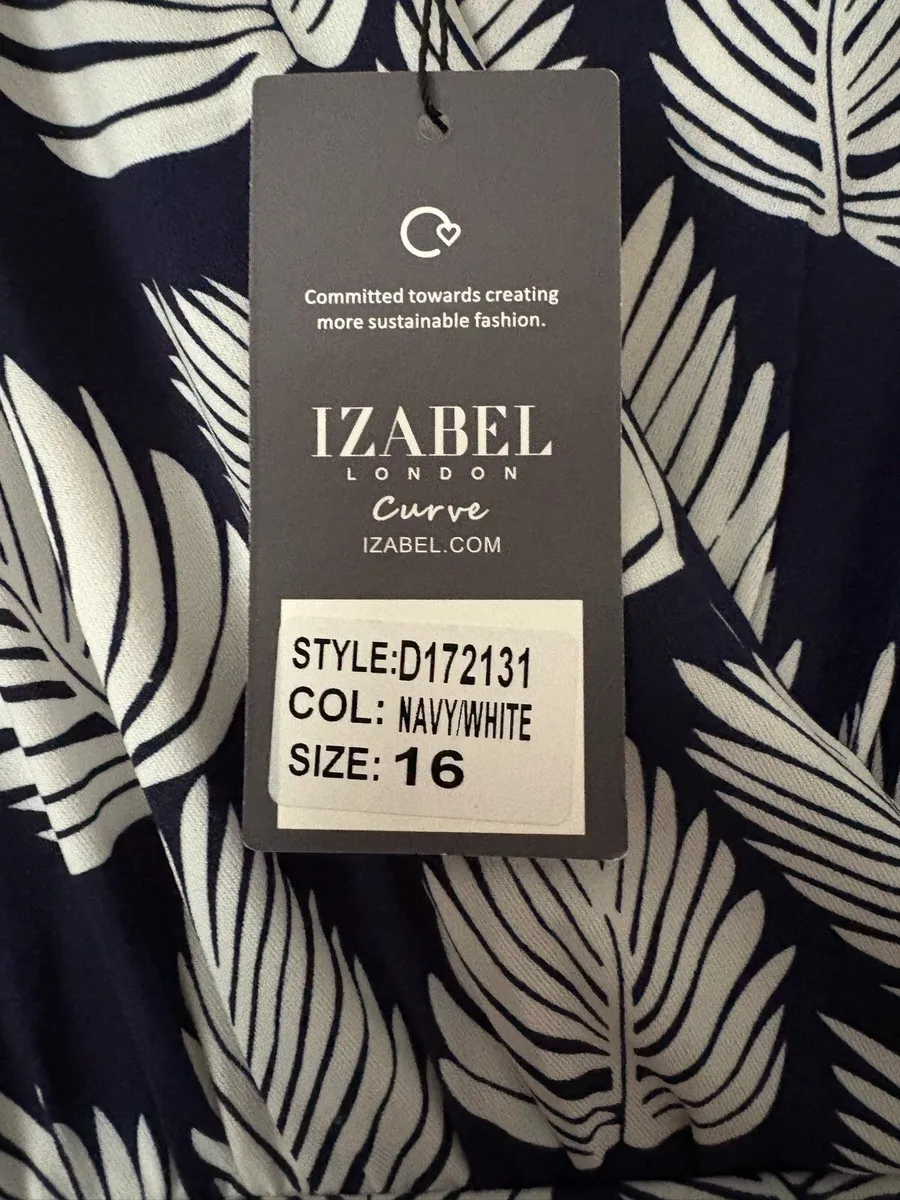 Committed towards creating
more sustainable fashion.
IZABEL
LONDON
Curve
IZABEL.COM
STYLE:D172131
COL: NAVY/WHITE
SIZE: 16